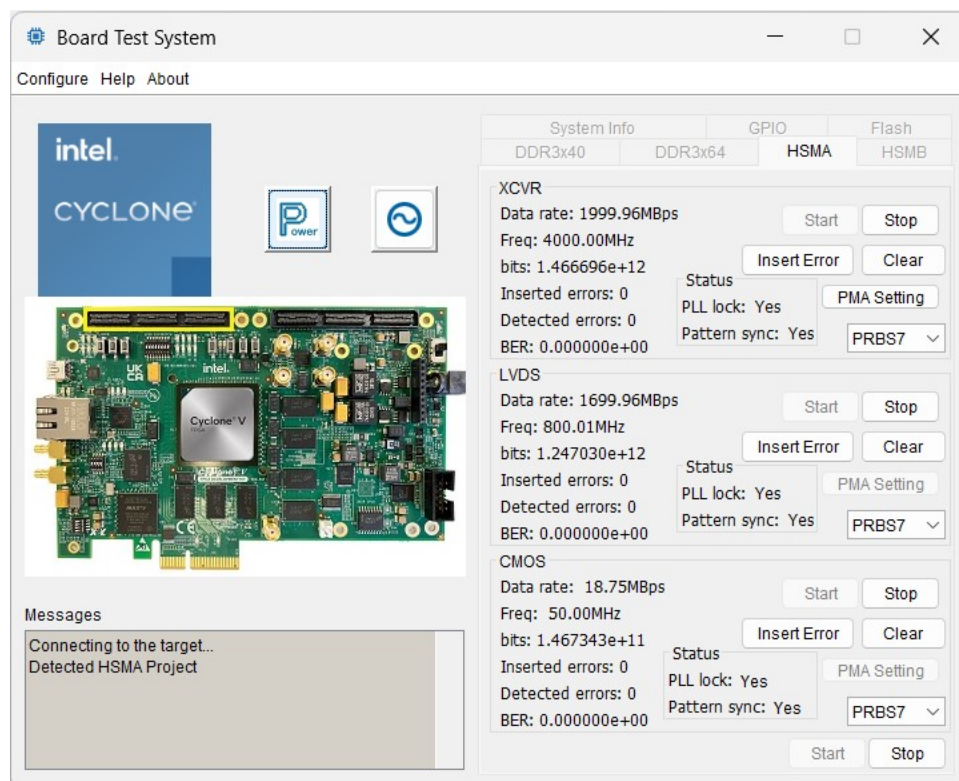 Board Test System
Configure Help About
intel.
CYCLONE®
Power
intel.
Cyclone® V
FPGA
Messages
Connecting to the target...
Detected HSMA Project
System Info GPIO Flash
DDR3x40 DDR3x64 HSMA HSMB
XCVR
Data rate: 1999.96MBps
Start Stop
Freq: 4000.00MHz
Insert Error Clear
bits: 1.466696e+12
Status
Inserted errors: 0
PLL lock: Yes
PMA Setting
Detected errors: 0
Pattern sync: Yes
PRBS7
BER: 0.000000e+00
LVDS
Data rate: 1699.96MBps
Start Stop
Freq: 800.01MHz
Insert Error Clear
bits: 1.247030e+12
Status
Inserted errors: 0
PLL lock: Yes
PMA Setting
Detected errors: 0
Pattern sync: Yes
PRBS7
BER: 0.000000e+00
CMOS
Data rate: 18.75MBps
Start Stop
Freq: 50.00MHz
Insert Error Clear
bits: 1.467343e+11
Status
Inserted errors: 0
PLL lock: Yes
PMA Setting
Detected errors: 0
Pattern sync: Yes
PRBS7
BER: 0.000000e+00
Start Stop